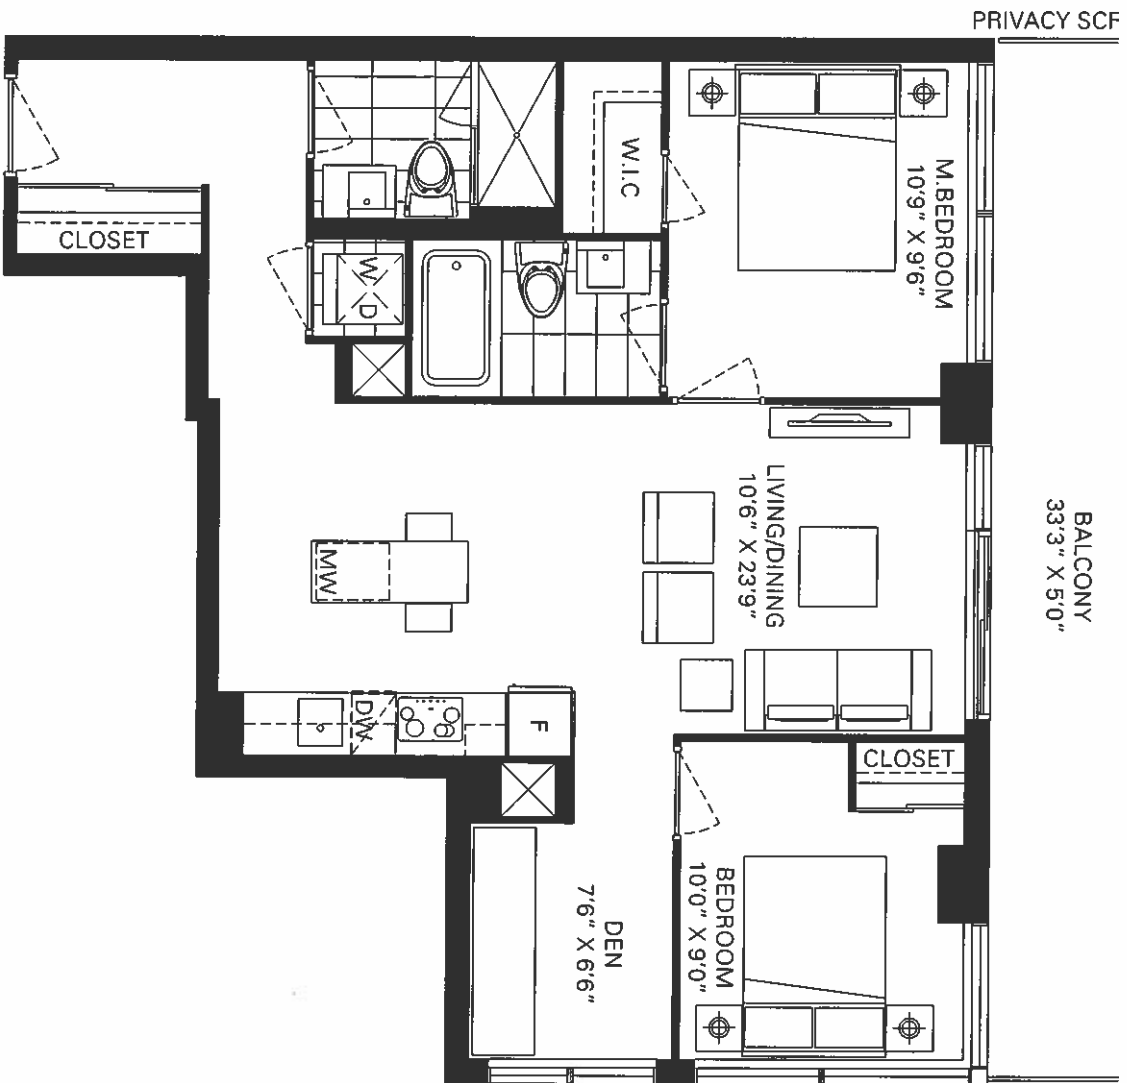 PRIVACY SCR
W.I.C
M.BEDROOM
10'9" X 9'6"
CLOSET
W
D
LIVING/DINING
10'6" X 23'9"
BALCONY
33'3" X 5'0"
MW
DW
F
CLOSET
BEDROOM
10'0" X 9'0"
DEN
7'6" X 6'6"